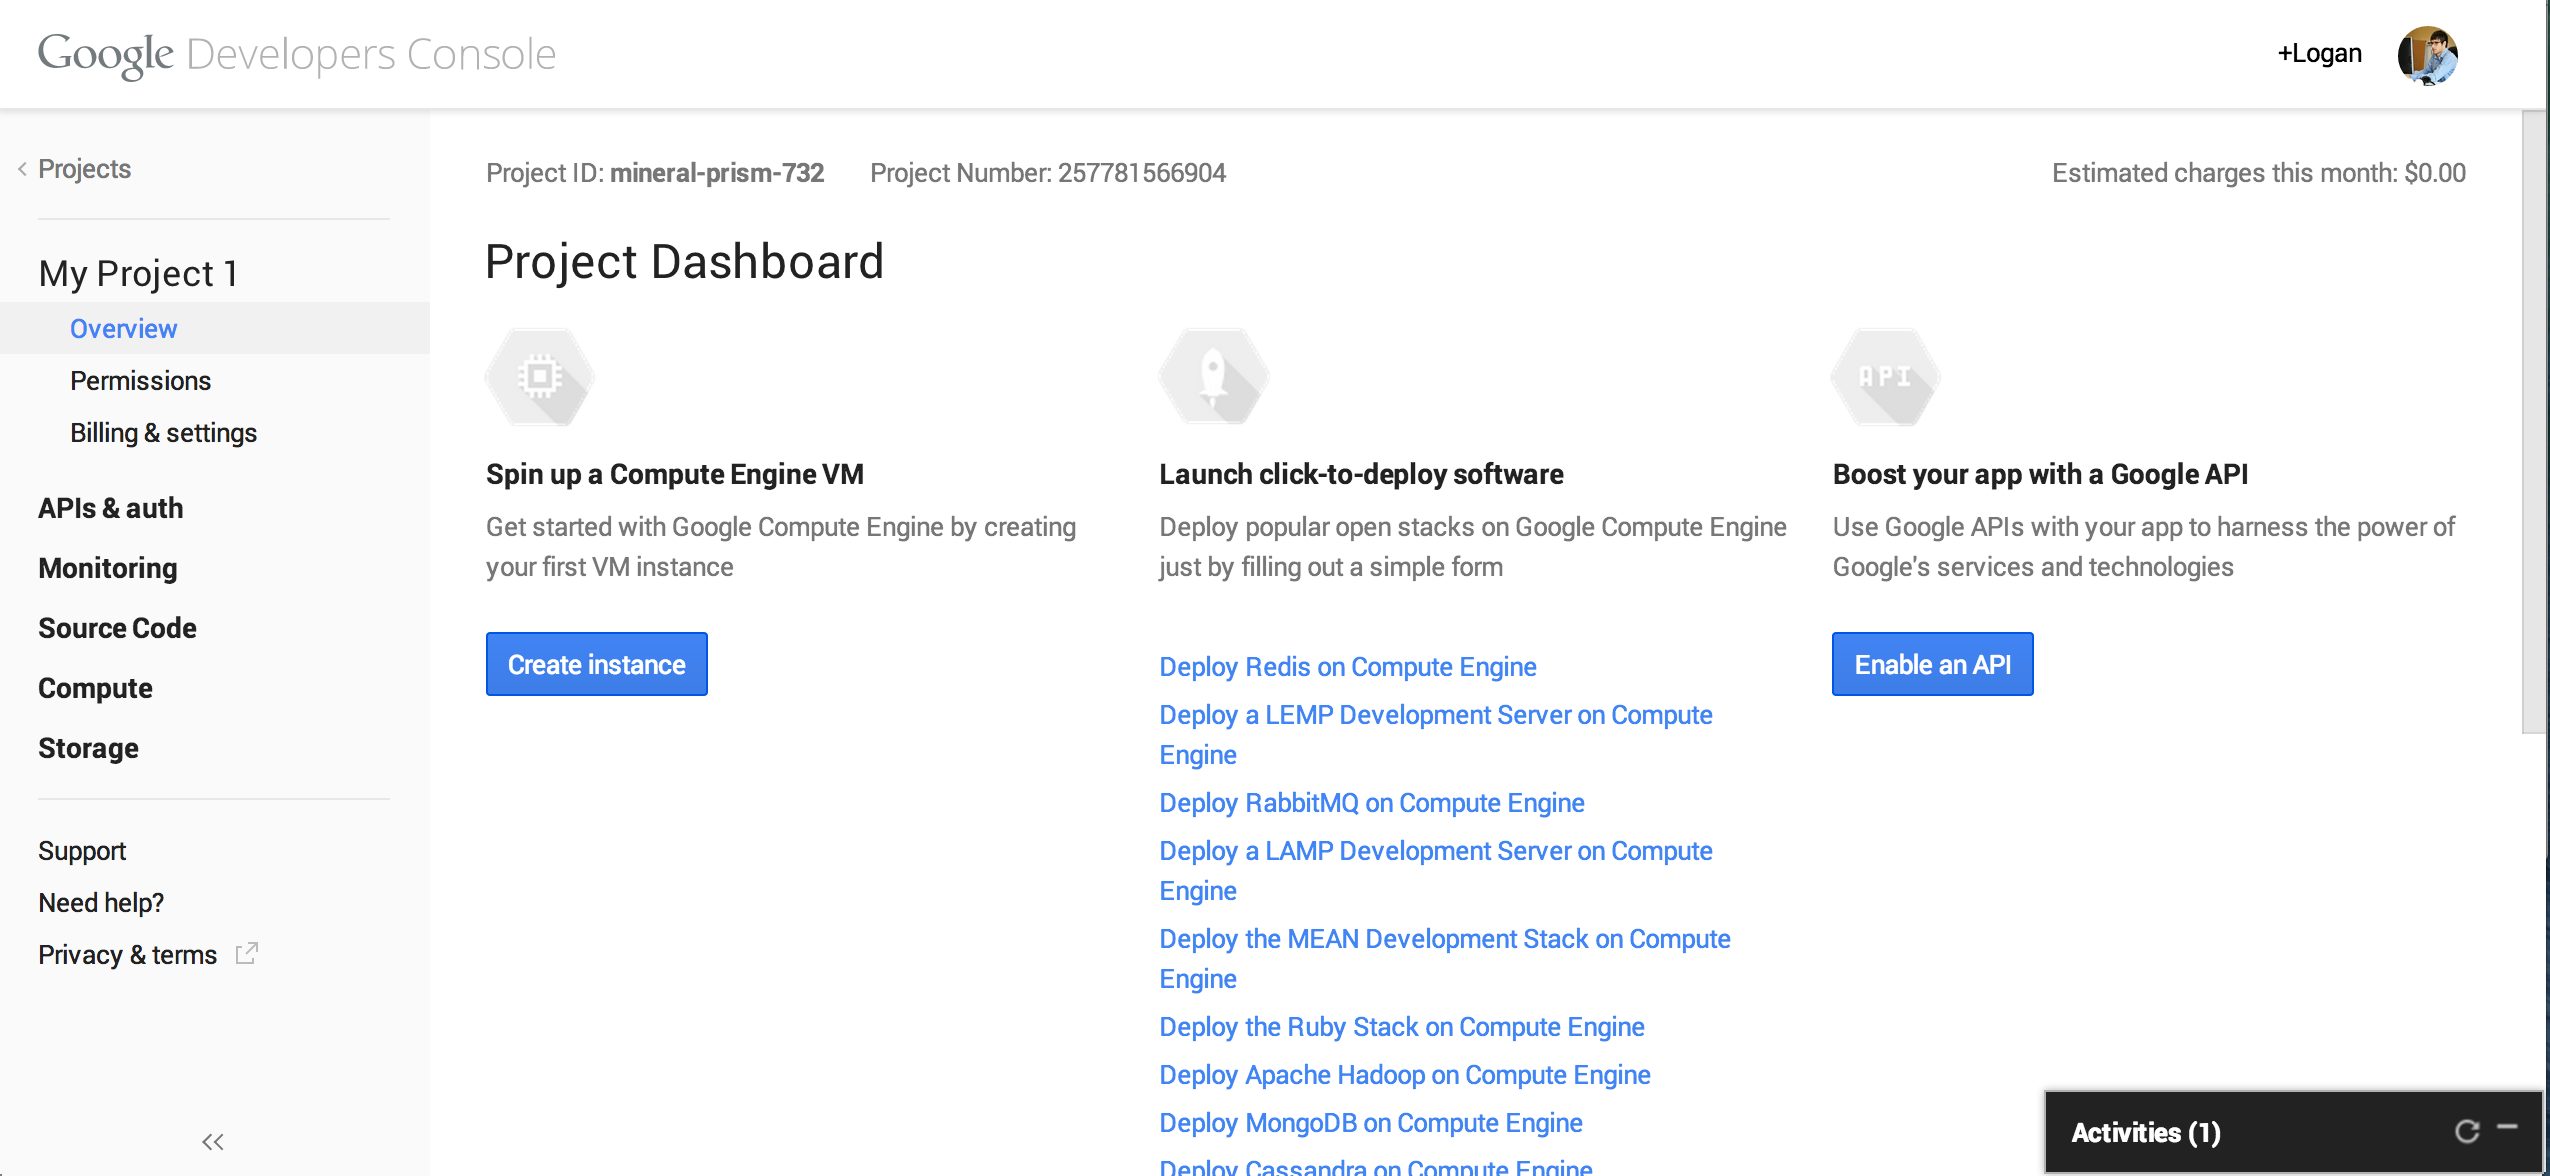 Google Developers Console
+Logan
Projects
My Project 1
Overview
Permissions
Billing & settings
APIs & auth
Monitoring
Source Code
Compute
Storage
Support
Need help?
Privacy & terms
Project ID: mineral-prism-732
Project Number: 257781566904
Estimated charges this month: $0.00
Project Dashboard
Spin up a Compute Engine VM
Get started with Google Compute Engine by creating
your first VM instance
Create instance
Launch click-to-deploy software
Deploy popular open stacks on Google Compute Engine
just by filling out a simple form
Deploy Redis on Compute Engine
Deploy a LEMP Development Server on Compute
Engine
Deploy RabbitMQ on Compute Engine
Deploy a LAMP Development Server on Compute
Engine
Deploy the MEAN Development Stack on Compute
Engine
Deploy the Ruby Stack on Compute Engine
Deploy Apache Hadoop on Compute Engine
Deploy MongoDB on Compute Engine
Deploy Cassandra on Compute Engine
API
Boost your app with a Google API
Use Google APIs with your app to harness the power of
Google's services and technologies
Enable an API
Activities (1)